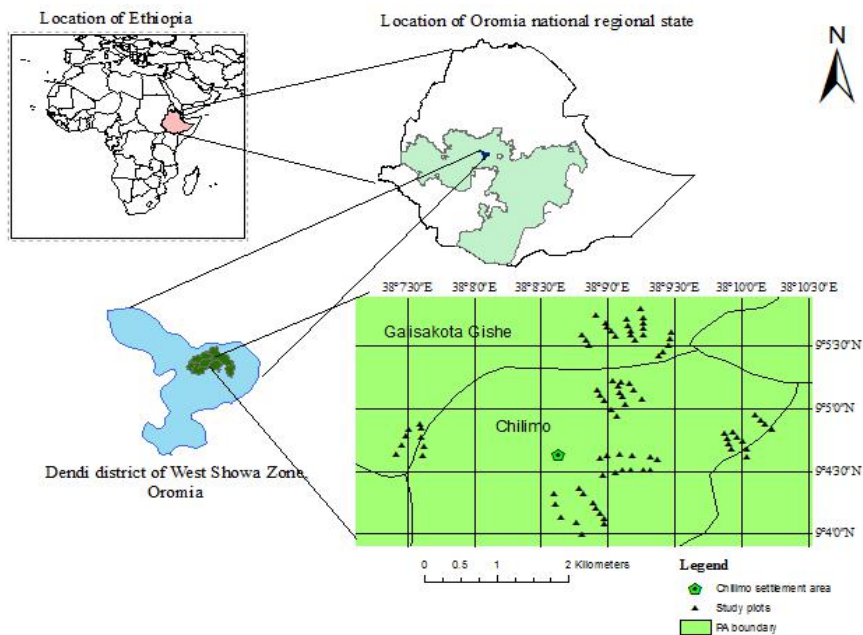 Location of Ethiopia
Location of Oromia national regional state
N
38°7'30"E 38°8'0"E 38°8'30"E 38°9'0"E 38°9'30"E 38°10'0"E 38°10'30"E
Galisakota Gishe
9°5'30"N
Chilimo
9°5'0"N
9°4'30"N
9°4'0"N
Dendi district of West Showa Zone,
Oromia
0 0.5 1 2 Kilometers
Legend
Chilimo settlement area
Study plots
PA boundary